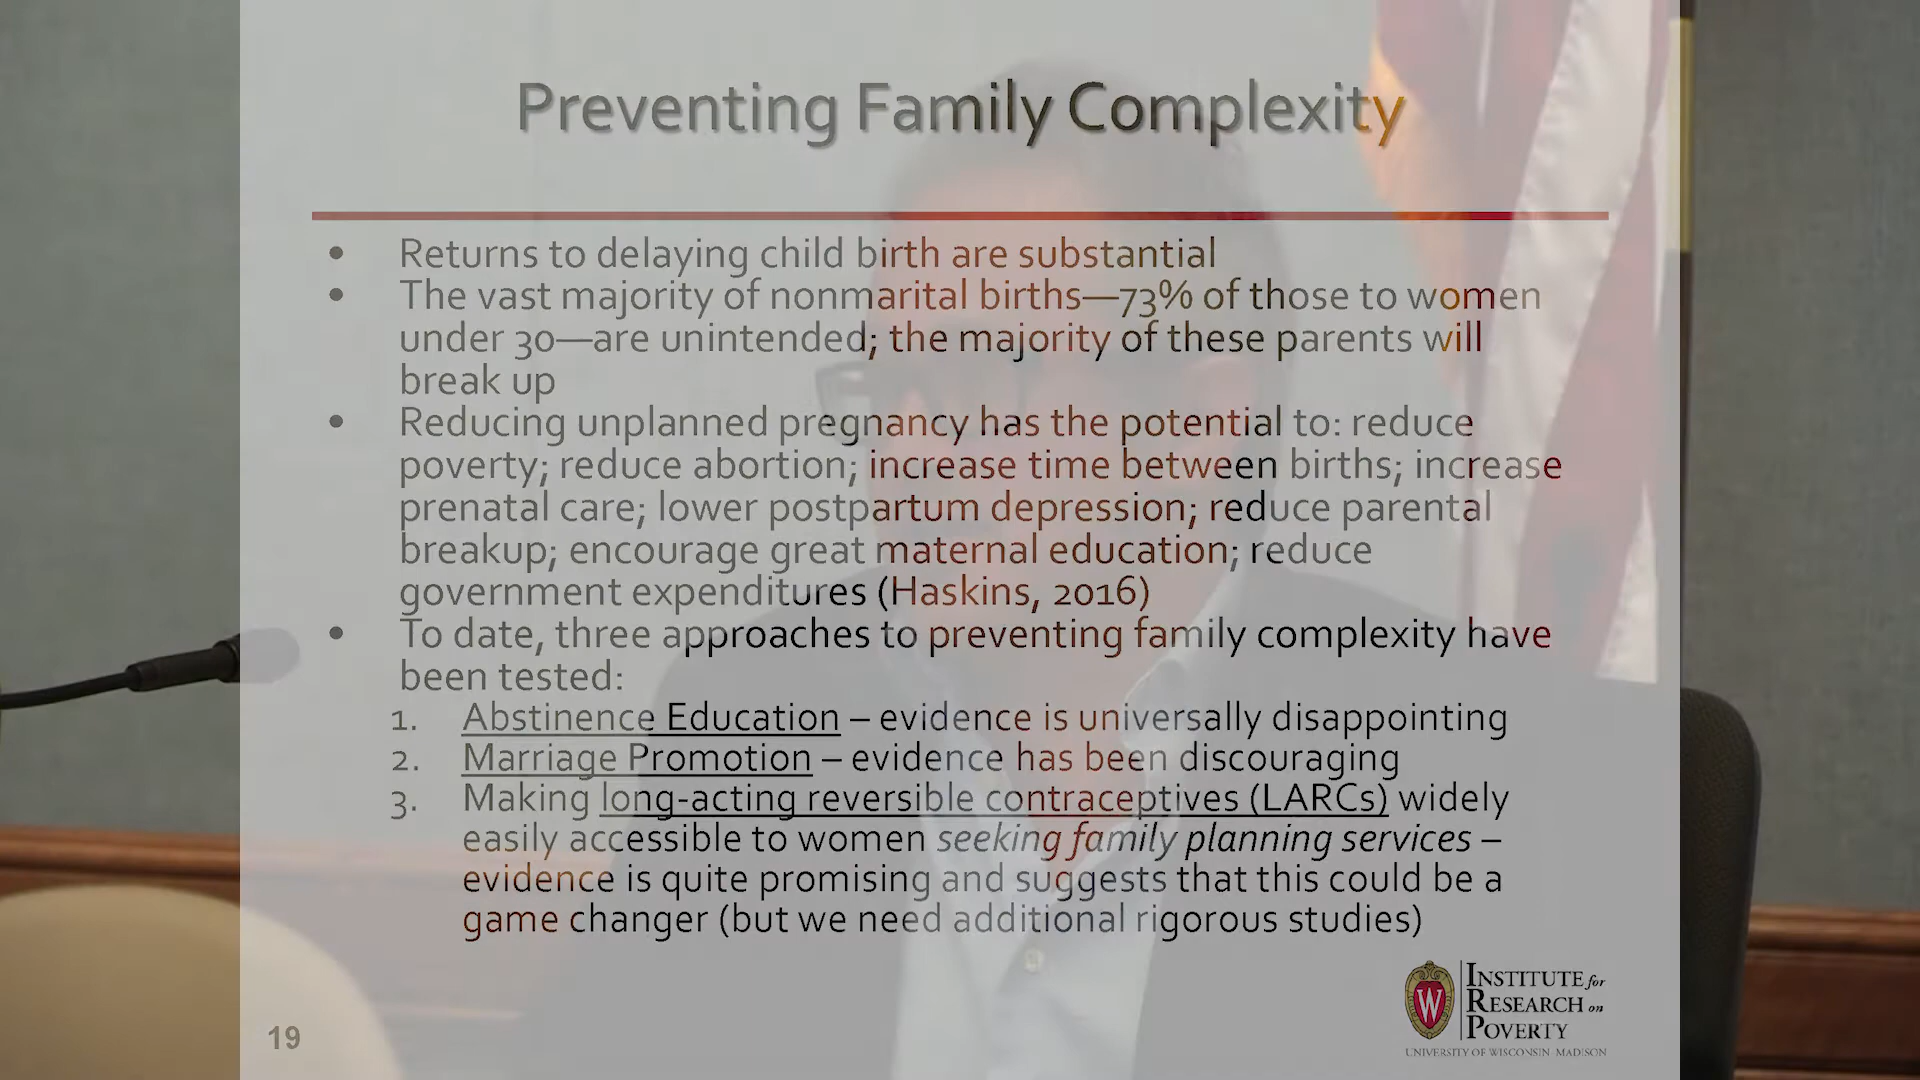 Preventing Family Complexity
• Returns to delaying child birth are substantial
• The vast majority of nonmarital births—73% of those to women
under 30—are unintended; the majority of these parents will
break up
• Reducing unplanned pregnancy has the potential to: reduce
poverty; reduce abortion; increase time between births; increase
prenatal care; lower postpartum depression; reduce parental
breakup; encourage great maternal education; reduce
government expenditures (Haskins, 2016)
• To date, three approaches to preventing family complexity have
been tested:
1. Abstinence Education – evidence is universally disappointing
2. Marriage Promotion – evidence has been discouraging
3. Making long-acting reversible contraceptives (LARCs) widely
easily accessible to women seeking family planning services –
evidence is quite promising and suggests that this could be a
game changer (but we need additional rigorous studies)
W
INSTITUTE for
RESEARCH on
POVERTY
UNIVERSITY OF WISCONSIN-MADISON
19